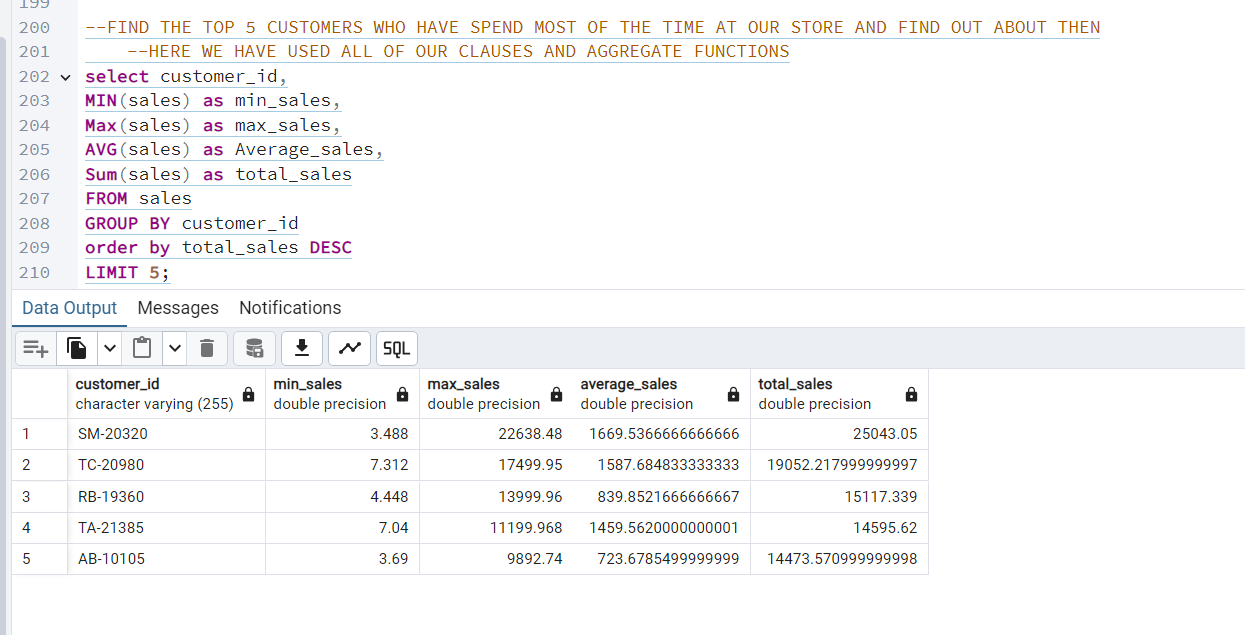 199
200 --FIND THE TOP 5 CUSTOMERS WHO HAVE SPEND MOST OF THE TIME AT OUR STORE AND FIND OUT ABOUT THEN
201 --HERE WE HAVE USED ALL OF OUR CLAUSES AND AGGREGATE FUNCTIONS
202 select customer_id,
203 MIN(sales) as min_sales,
204 Max(sales) as max_sales,
205 AVG(sales) as Average_sales,
206 Sum(sales) as total_sales
207 FROM sales
208 GROUP BY customer_id
209 order by total_sales DESC
210 LIMIT 5;
Data Output Messages Notifications
SQL
customer_id min_sales max_sales average_sales total_sales
character varying (255) double precision double precision double precision double precision
1 SM-20320 3.488 22638.48 1669.5366666666666 25043.05
2 TC-20980 7.312 17499.95 1587.684833333333 19052.217999999997
3 RB-19360 4.448 13999.96 839.8521666666667 15117.339
4 TA-21385 7.04 11199.968 1459.5620000000001 14595.62
5 AB-10105 3.69 9892.74 723.6785499999999 14473.570999999998